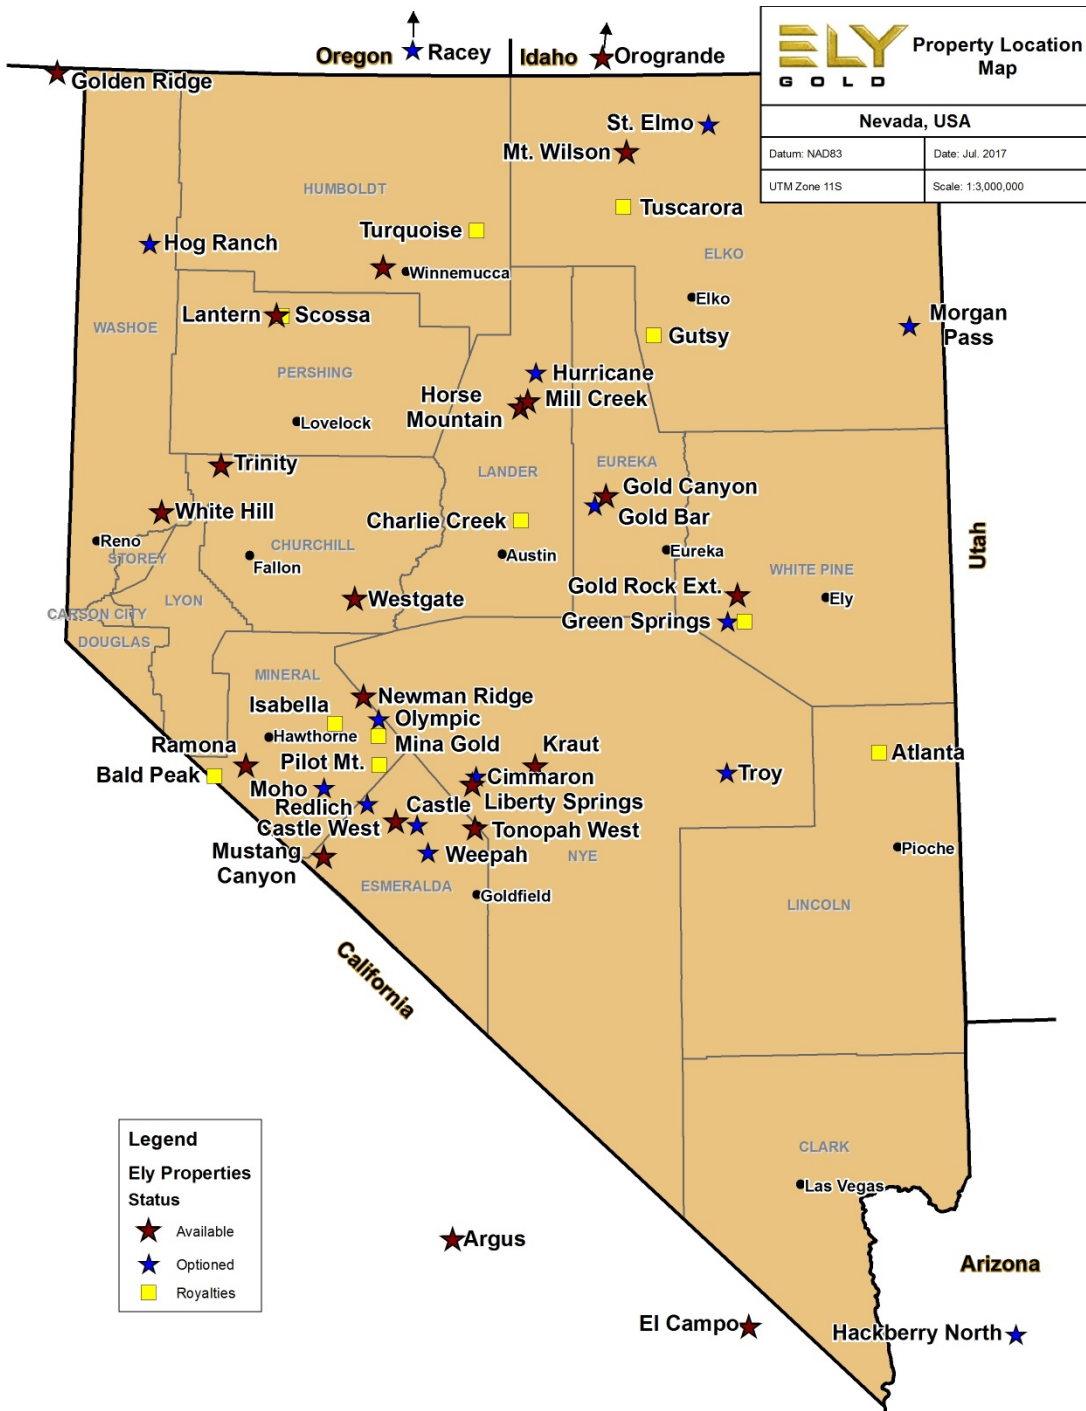 Oregon
Racey
Idaho
Orogrande
ELY
GOLD
Property Location
Map
Nevada, USA
Datum: NAD83
Date: Jul. 2017
UTM Zone 11S
Scale: 1:3,000,000
Golden Ridge
St. Elmo
Mt. Wilson
HUMBOLDT
Tuscarora
Turquoise
Hog Ranch
ELKO
Winnemucca
Elko
Lantern
Scossa
WASHOE
Morgan
Pass
Gutsy
PERSHING
Hurricane
Horse
Mountain
Mill Creek
Lovelock
Trinity
LANDER
EUREKA
Gold Canyon
White Hill
Charlie Creek
Gold Bar
Reno
STOREY
CHURCHILL
Fallon
Austin
Eureka
Utah
WHITE PINE
Gold Rock Ext.
Ely
LYON
Westgate
CARSON CITY
Green Springs
DOUGLAS
MINERAL
Newman Ridge
Isabella
Olympic
Hawthorne
Mina Gold
Ramona
Kraut
Atlanta
Bald Peak
Pilot Mt.
Cimmaron
Troy
Moho
Liberty Springs
Redlich
Castle
Castle West
Tonopah West
Mustang
Canyon
Weepah
NYE
Pioche
ESMERALDA
Goldfield
LINCOLN
California
Legend
Ely Properties
Status
Available
Optioned
Royalties
CLARK
Las Vegas
Argus
Arizona
El Campo
Hackberry North